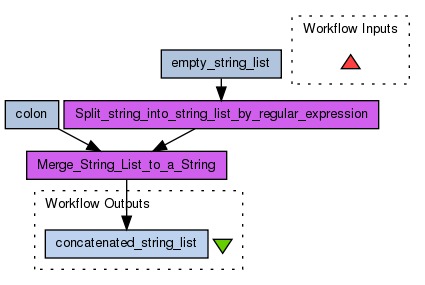 Workflow Inputs
empty_string_list
colon
Split_string_into_string_list_by_regular_expression
Merge_String_List_to_a_String
Workflow Outputs
concatenated_string_list